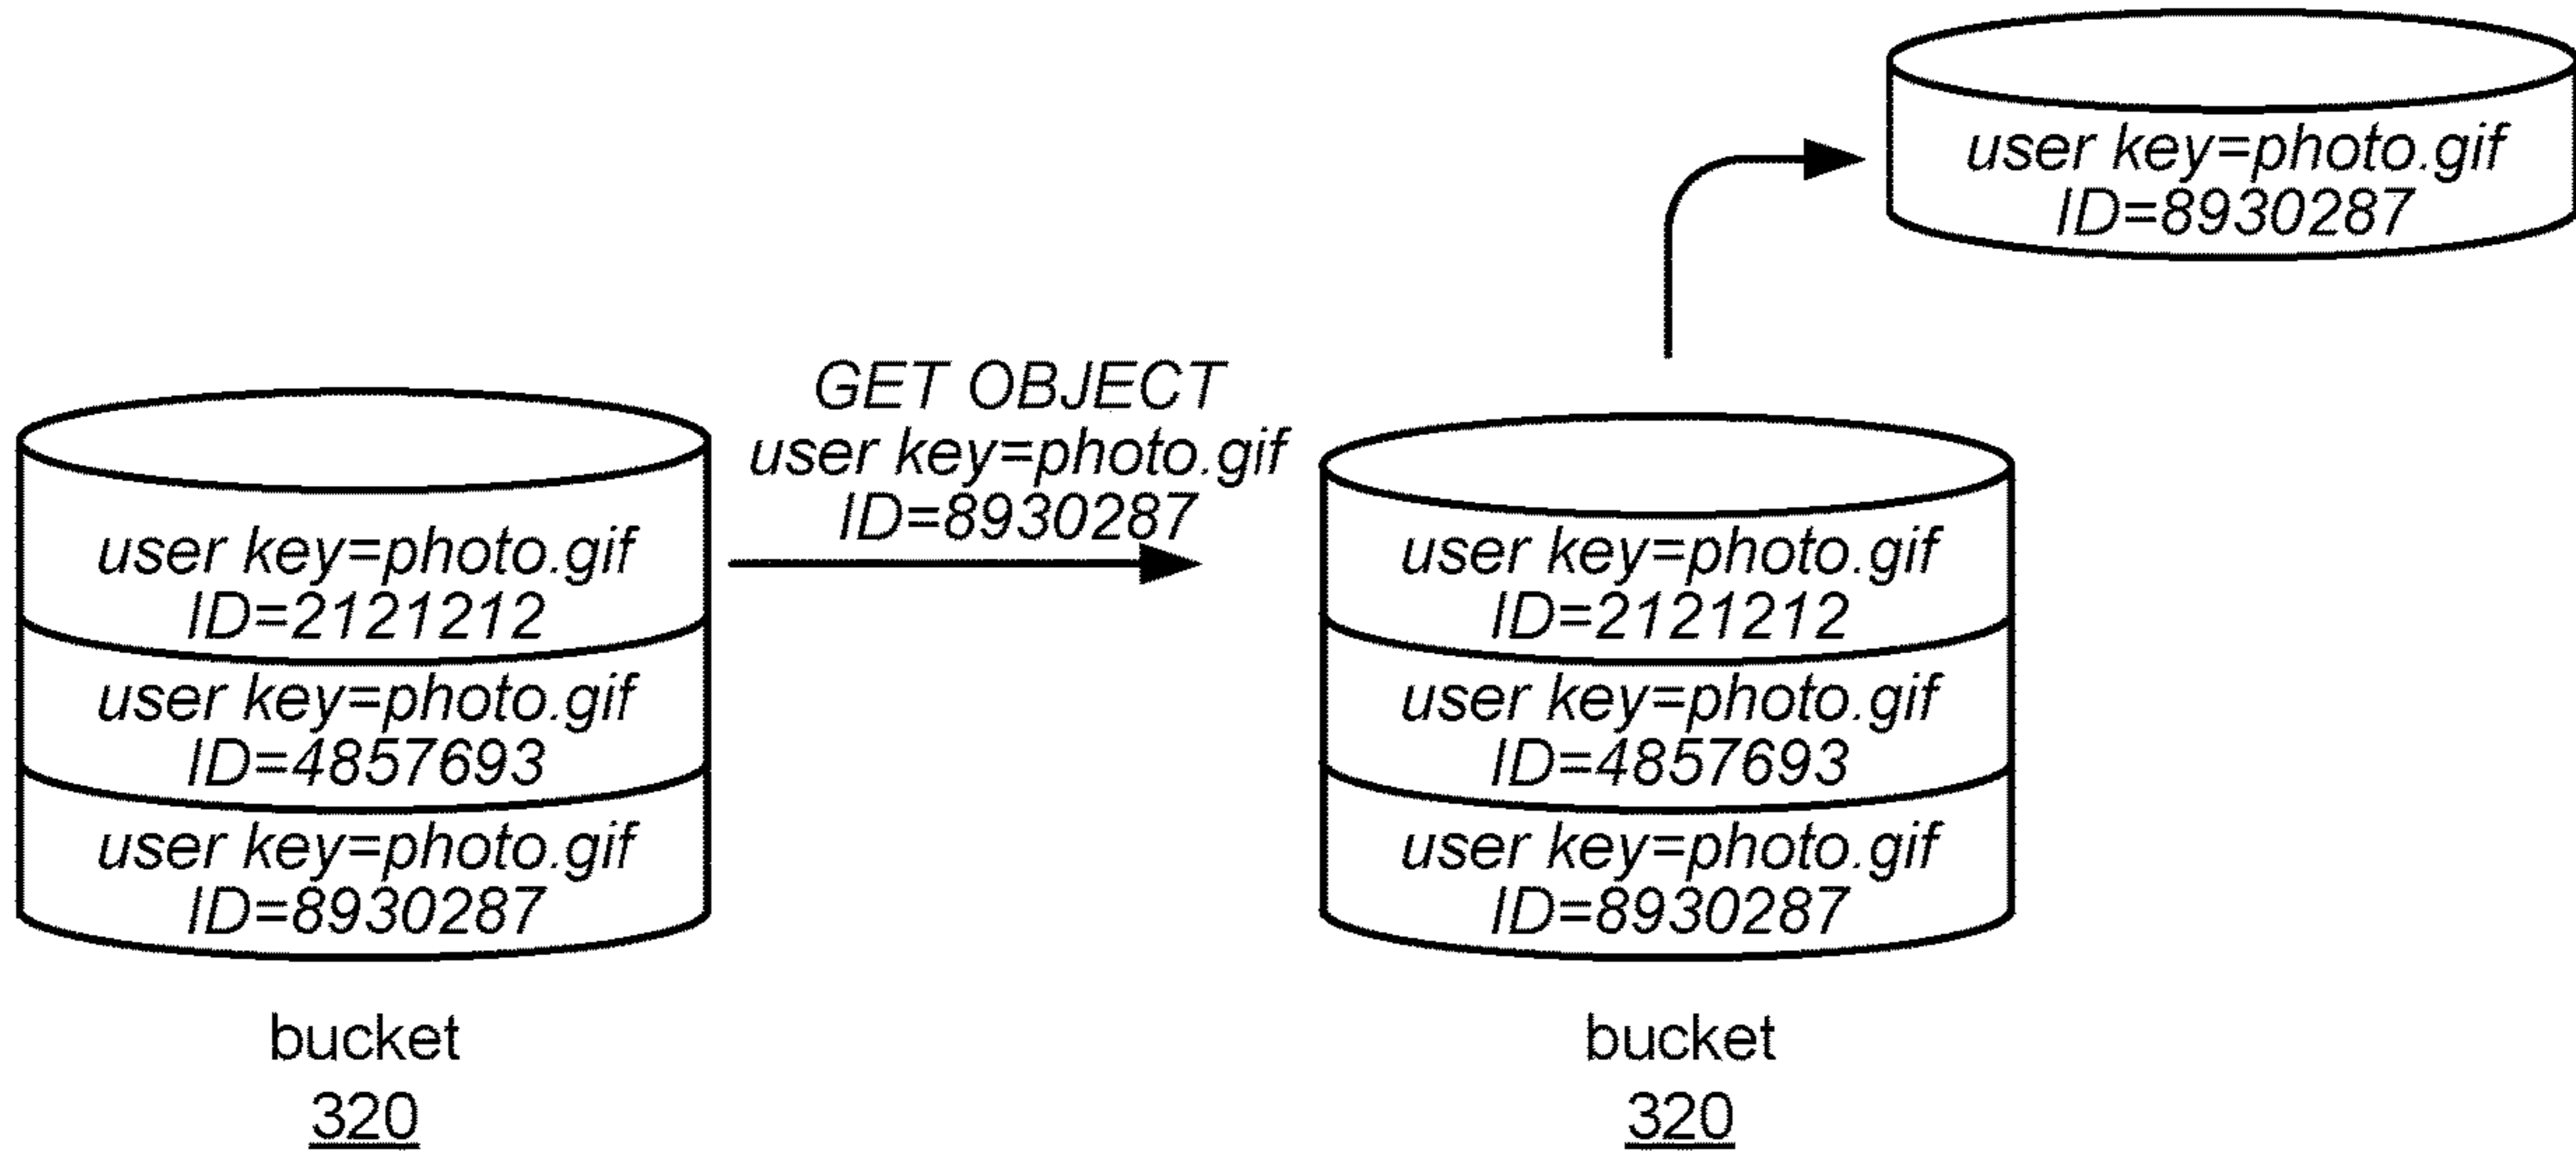 user key=photo.gif
ID=8930287
GET OBJECT
user key=photo.gif
ID=8930287
user key=photo.gif
ID=2121212
user key=photo.gif
ID=4857693
user key=photo.gif
ID=8930287
bucket
320
user key=photo.gif
ID=2121212
user key=photo.gif
ID=4857693
user key=photo.gif
ID=8930287
bucket
320